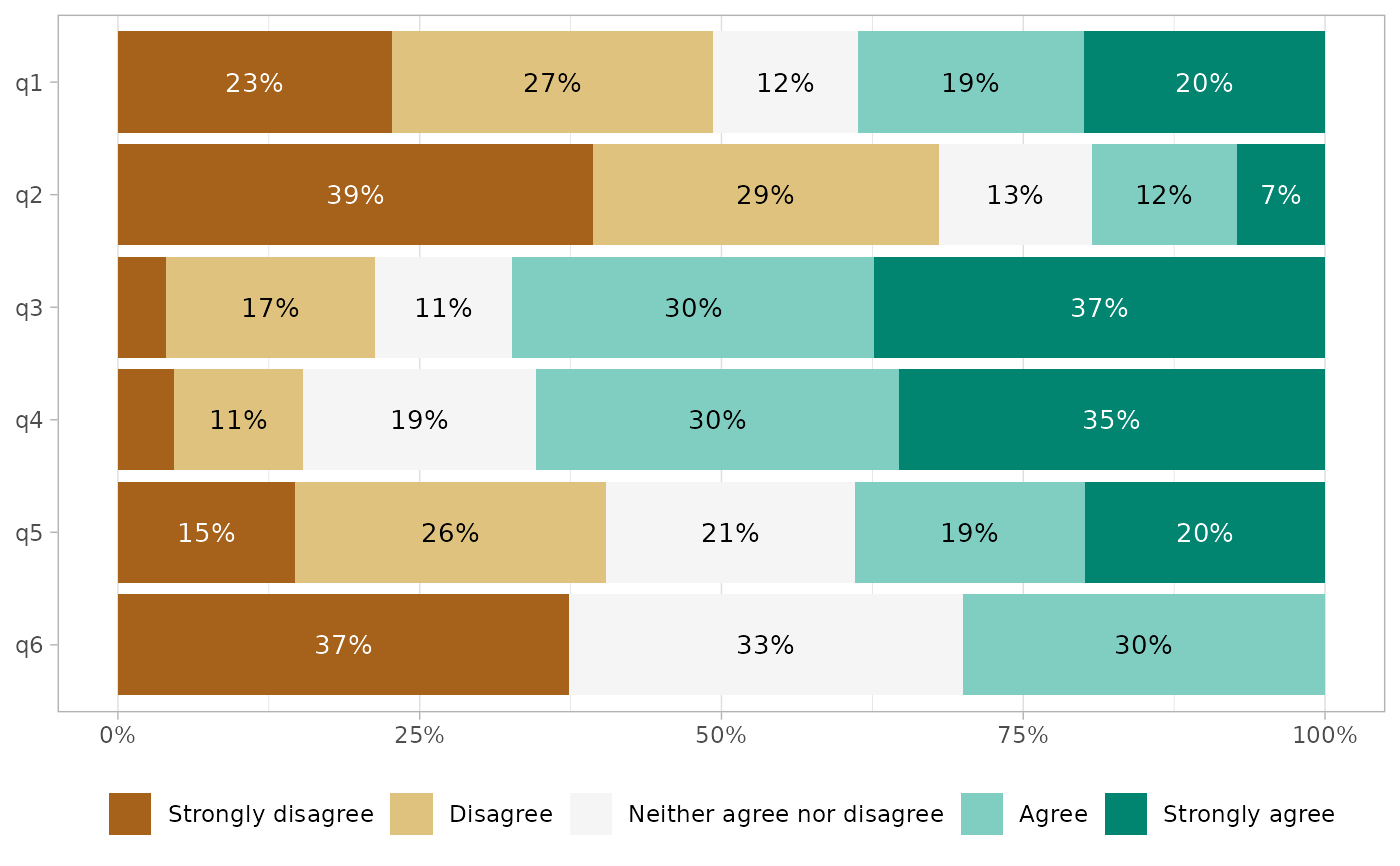 q1 23% 27% 12% 19% 20%
q2 39% 29% 13% 12% 7%
q3 17% 11% 30% 37%
q4 11% 19% 30% 35%
q5 15% 26% 21% 19% 20%
q6 37% 33% 30%
0% 25% 50% 75% 100%
Strongly disagree Disagree Neither agree nor disagree Agree Strongly agree